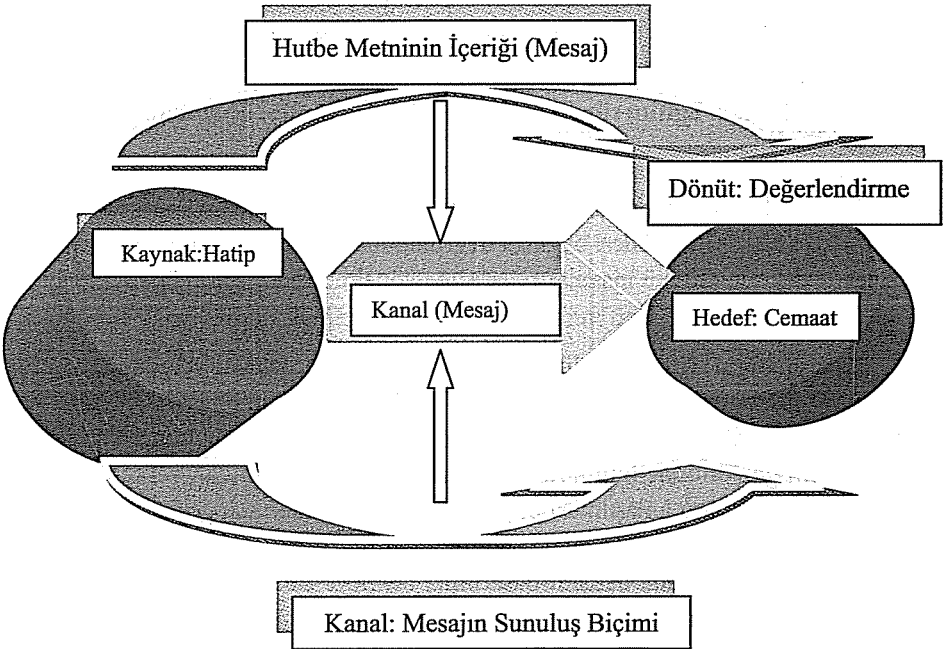 Hutbe Metninin İçeriği (Mesaj)
Dönüt: Değerlendirme
Kaynak:Hatip
Kanal (Mesaj)
Hedef: Cemaat
Kanal: Mesajın Sunuluş Biçimi